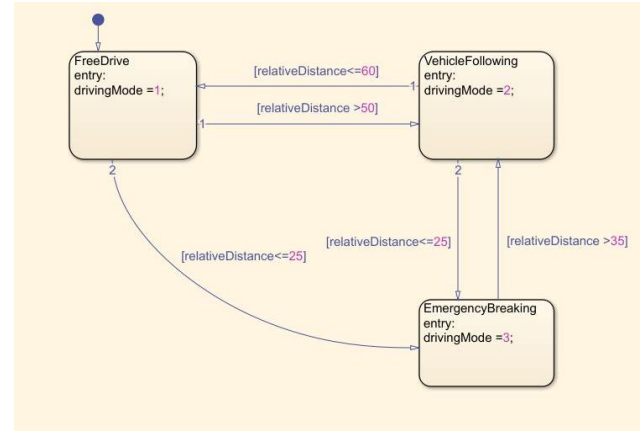 FreeDrive
entry:
drivingMode =1;
[relativeDistance<=60]
1
VehicleFollowing
entry:
drivingMode =2;
[relativeDistance >50]
1
2
2
[relativeDistance<=25]
[relativeDistance<=25]
[relativeDistance >35]
EmergencyBreaking
entry:
drivingMode =3;